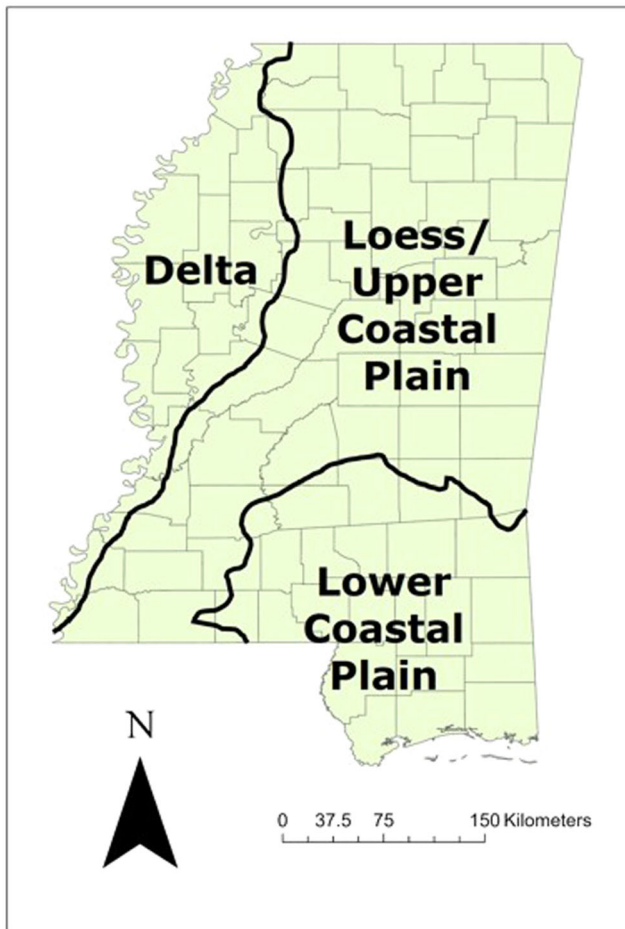 Delta
Loess/
Upper
Coastal
Plain
Lower
Coastal
Plain
N
0 37.5 75 150 Kilometers